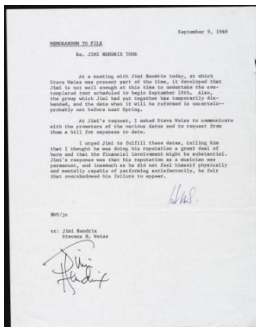 September 9, 1969
MEMORANDUM TO FILE
Re. JIMI HENDRIX TOUR
At a meeting with Jimi Hendrix today, at which
Steve Weiss was present part of the time, it developed that
Jimi is not well enough at this time to undertake the con-
templated tour scheduled to begin September 18th. Also,
the group which Jimi had put together has temporarily dis-
banded, and the date when it will be reformed is uncertain-
probably not before next Spring.
At Jimi's request, I asked Steve Weiss to communicate
with the promoters of the various dates and to request from
them a bill for expenses to date.
I urged Jimi to fulfill these dates, telling him
that I thought he was doing his reputation a great deal of
harm and that the financial involvement might be substantial.
Jimi's response was that his reputation as a musician was
paramount, and inasmuch as he did not feel himself physically
and mentally capable of performing satisfactorily, he felt
that overshadowed his failure to appear.
cc: Jimi Hendrix
Steven H. Weiss
Jimi
Hendrix